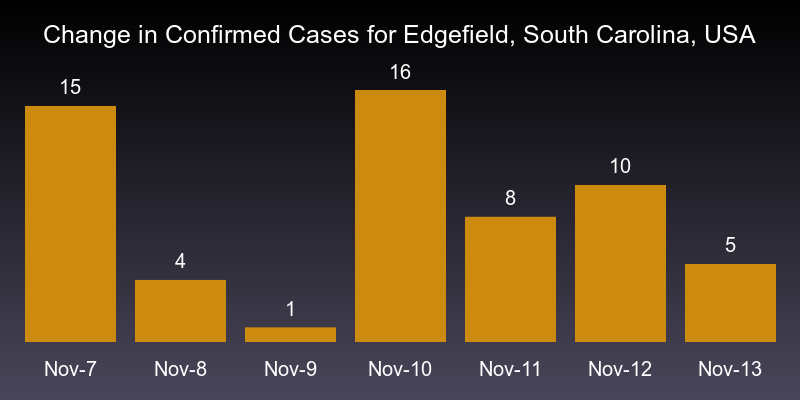 Change in Confirmed Cases for Edgefield, South Carolina, USA
15
4
1
16
8
10
5
Nov-7
Nov-8
Nov-9
Nov-10
Nov-11
Nov-12
Nov-13